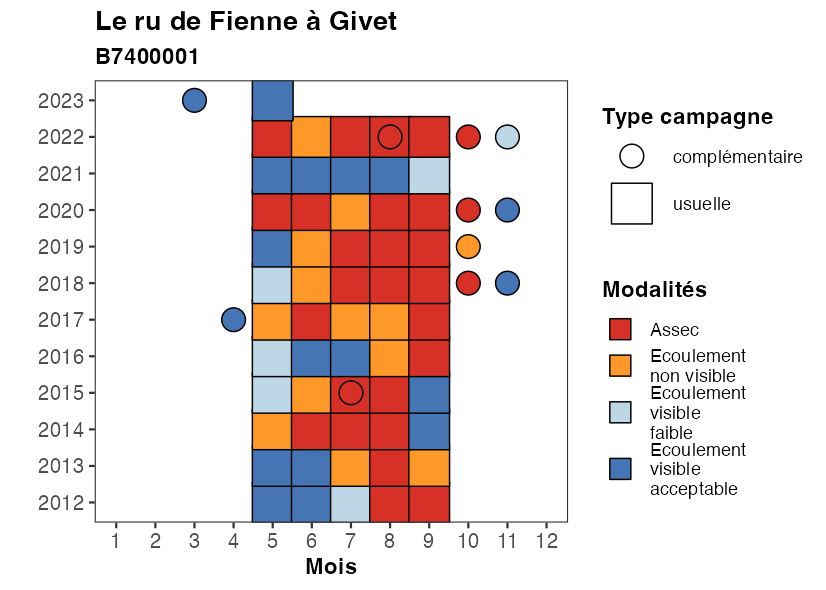 Le ru de Fienne à Givet
B7400001
2023
2022
2021
2020
2019
2018
2017
2016
2015
2014
2013
2012
1 2 3 4 5 6 7 8 9 10 11 12
Mois
Type campagne
complémentaire
usuelle
Modalités
Assec
Ecoulement
non visible
Ecoulement
visible
faible
Ecoulement
visible
acceptable